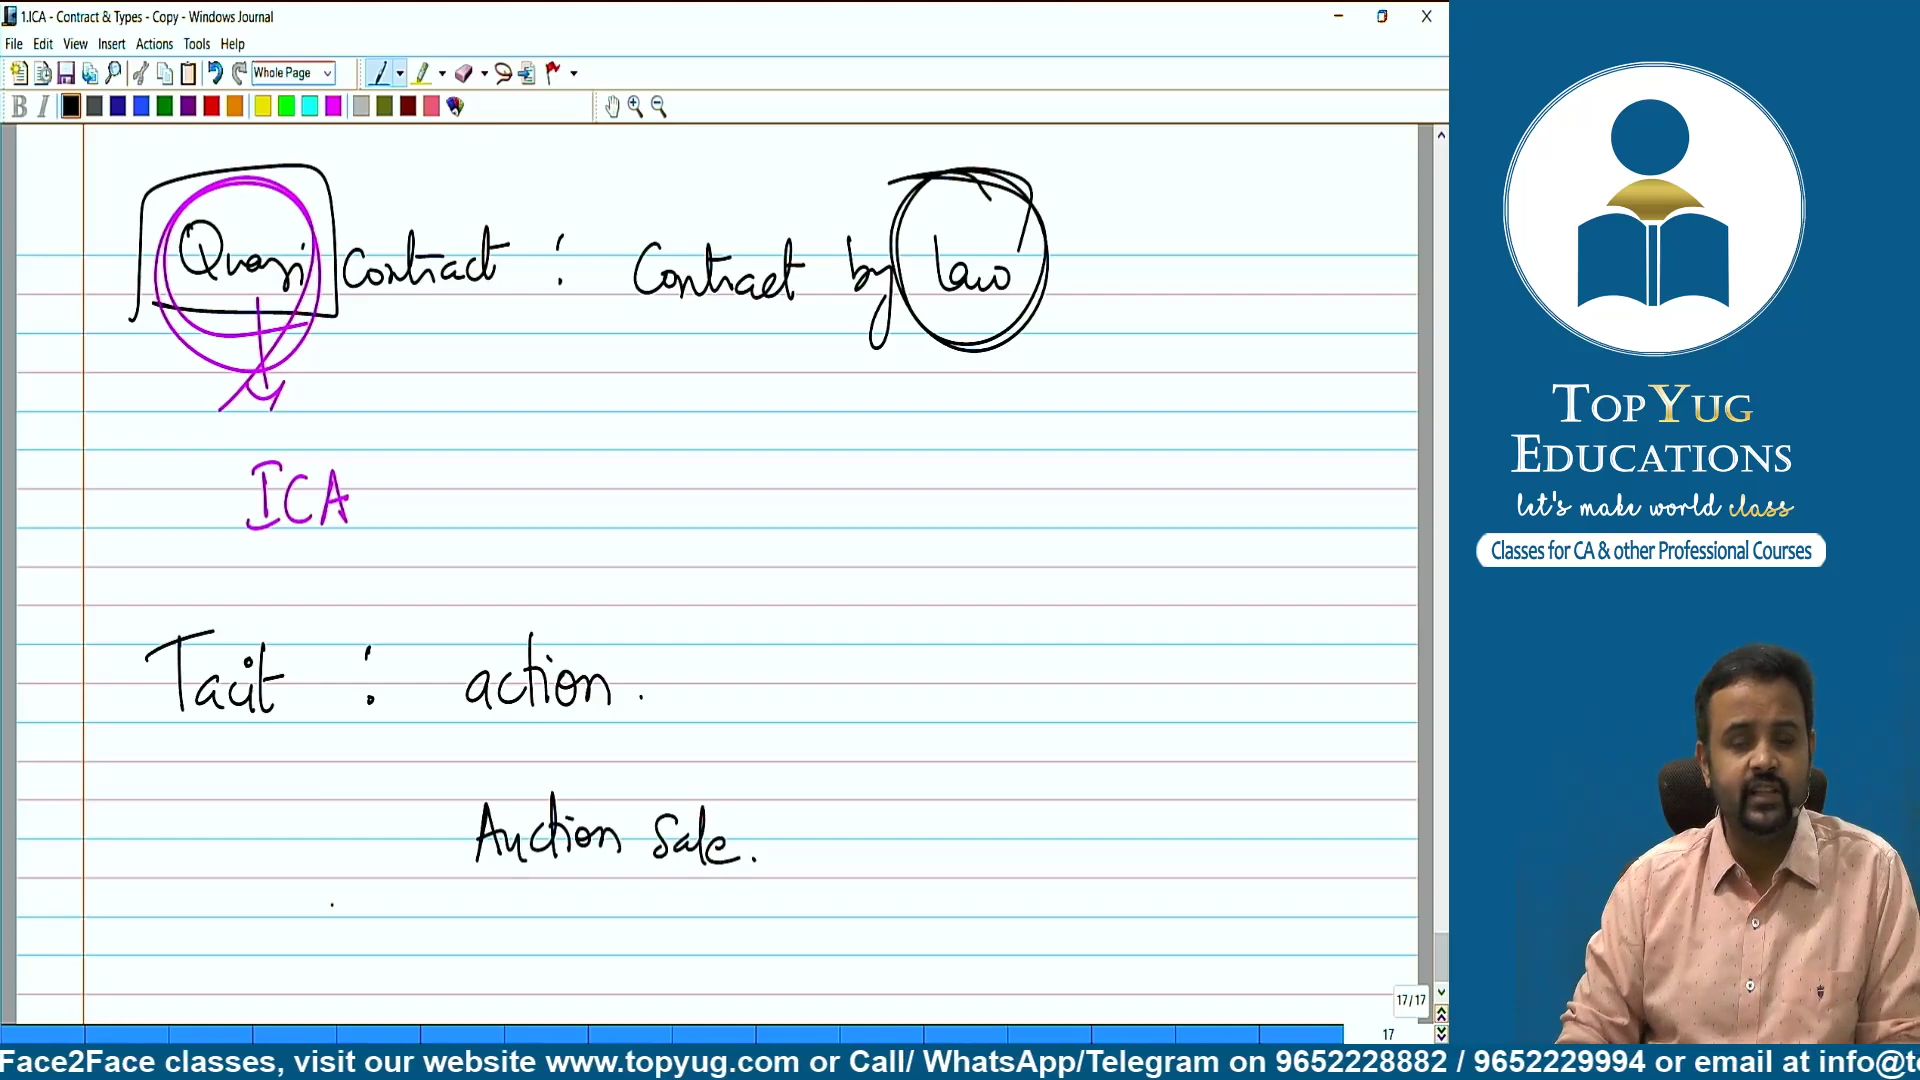 1.ICA - Contract & Types - Copy - Windows Journal
File Edit View Insert Actions Tools Help
Whole Page
B I
Quasi Contract : Contract by law
ICA
Tacit : action.
Auction Sale.
17/17
17
TOPYUG
EDUCATIONS
let's make world class
Classes for CA & other Professional Courses
Face2Face classes, visit our website www.topyug.com or Call/ WhatsApp/Telegram on 9652228882 / 9652229994 or email at info@t